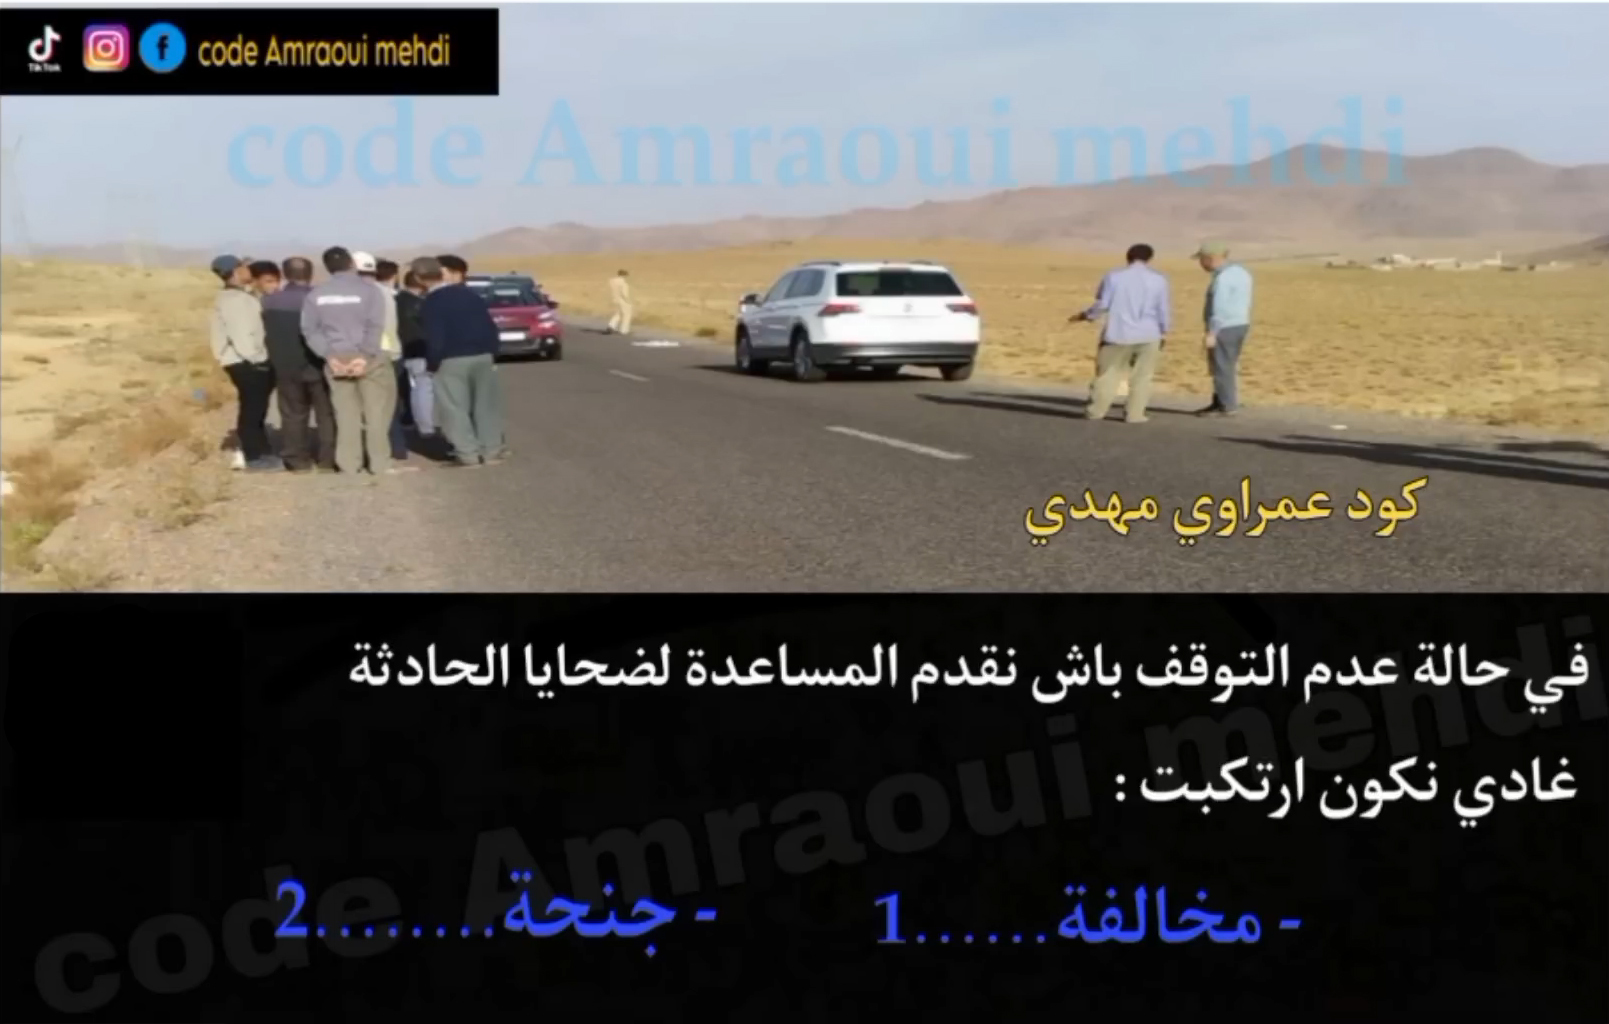 TikTok
code Amraoui mehdi
code Amraoui mehdi
كود عمراوي مهدي
في حالة عدم التوقف باش نقدم المساعدة لضحايا الحادثة
غادي نكون ارتكبت :
- مخالفة......1 - جنحة........2
code Amraoui mehdi